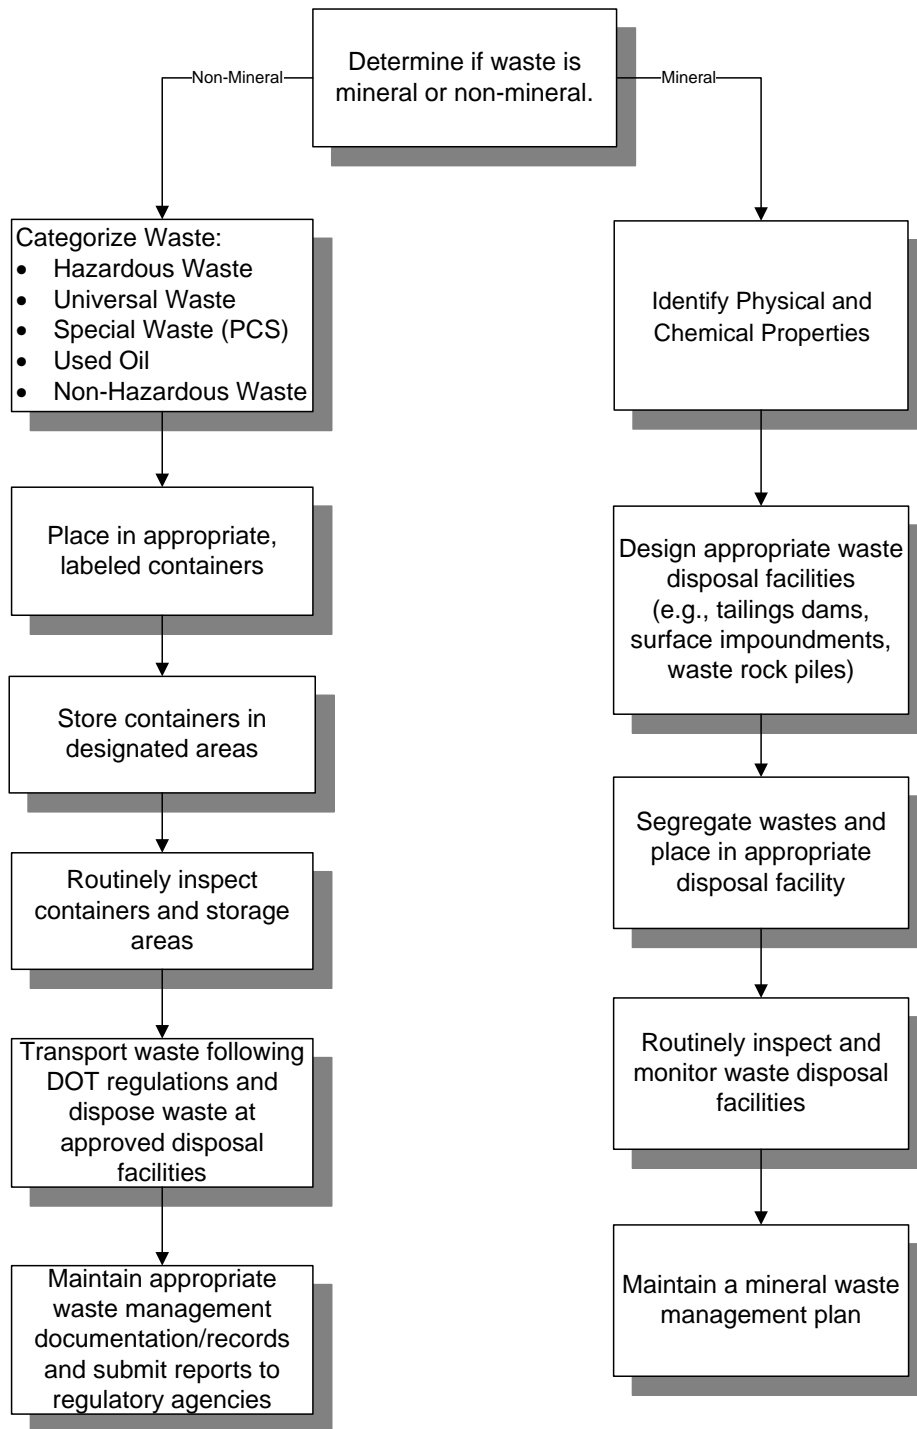 Determine if waste is
mineral or non-mineral.
Non-Mineral
Mineral
Categorize Waste:
• Hazardous Waste
• Universal Waste
• Special Waste (PCS)
• Used Oil
• Non-Hazardous Waste
Place in appropriate,
labeled containers
Store containers in
designated areas
Routinely inspect
containers and storage
areas
Transport waste following
DOT regulations and
dispose waste at
approved disposal
facilities
Maintain appropriate
waste management
documentation/records
and submit reports to
regulatory agencies
Identify Physical and
Chemical Properties
Design appropriate waste
disposal facilities
(e.g., tailings dams,
surface impoundments,
waste rock piles)
Segregate wastes and
place in appropriate
disposal facility
Routinely inspect and
monitor waste disposal
facilities
Maintain a mineral waste
management plan